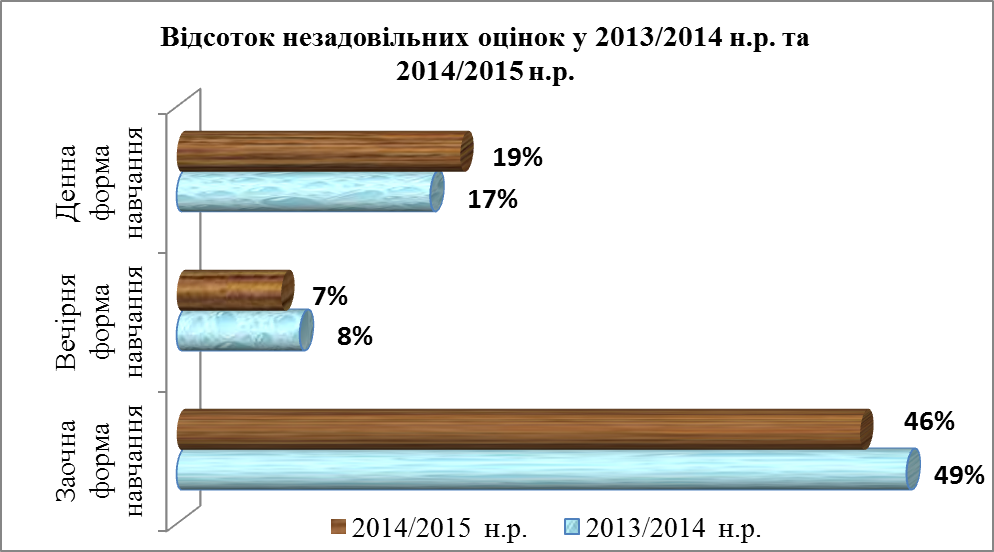 Відсоток незадовільних оцінок у 2013/2014 н.р. та
2014/2015 н.р.
Денна
форма
навчання
19%
17%
Вечірня
форма
навчання
7%
8%
Заочна
форма
навчання
46%
49%
2014/2015 н.р.
2013/2014 н.р.